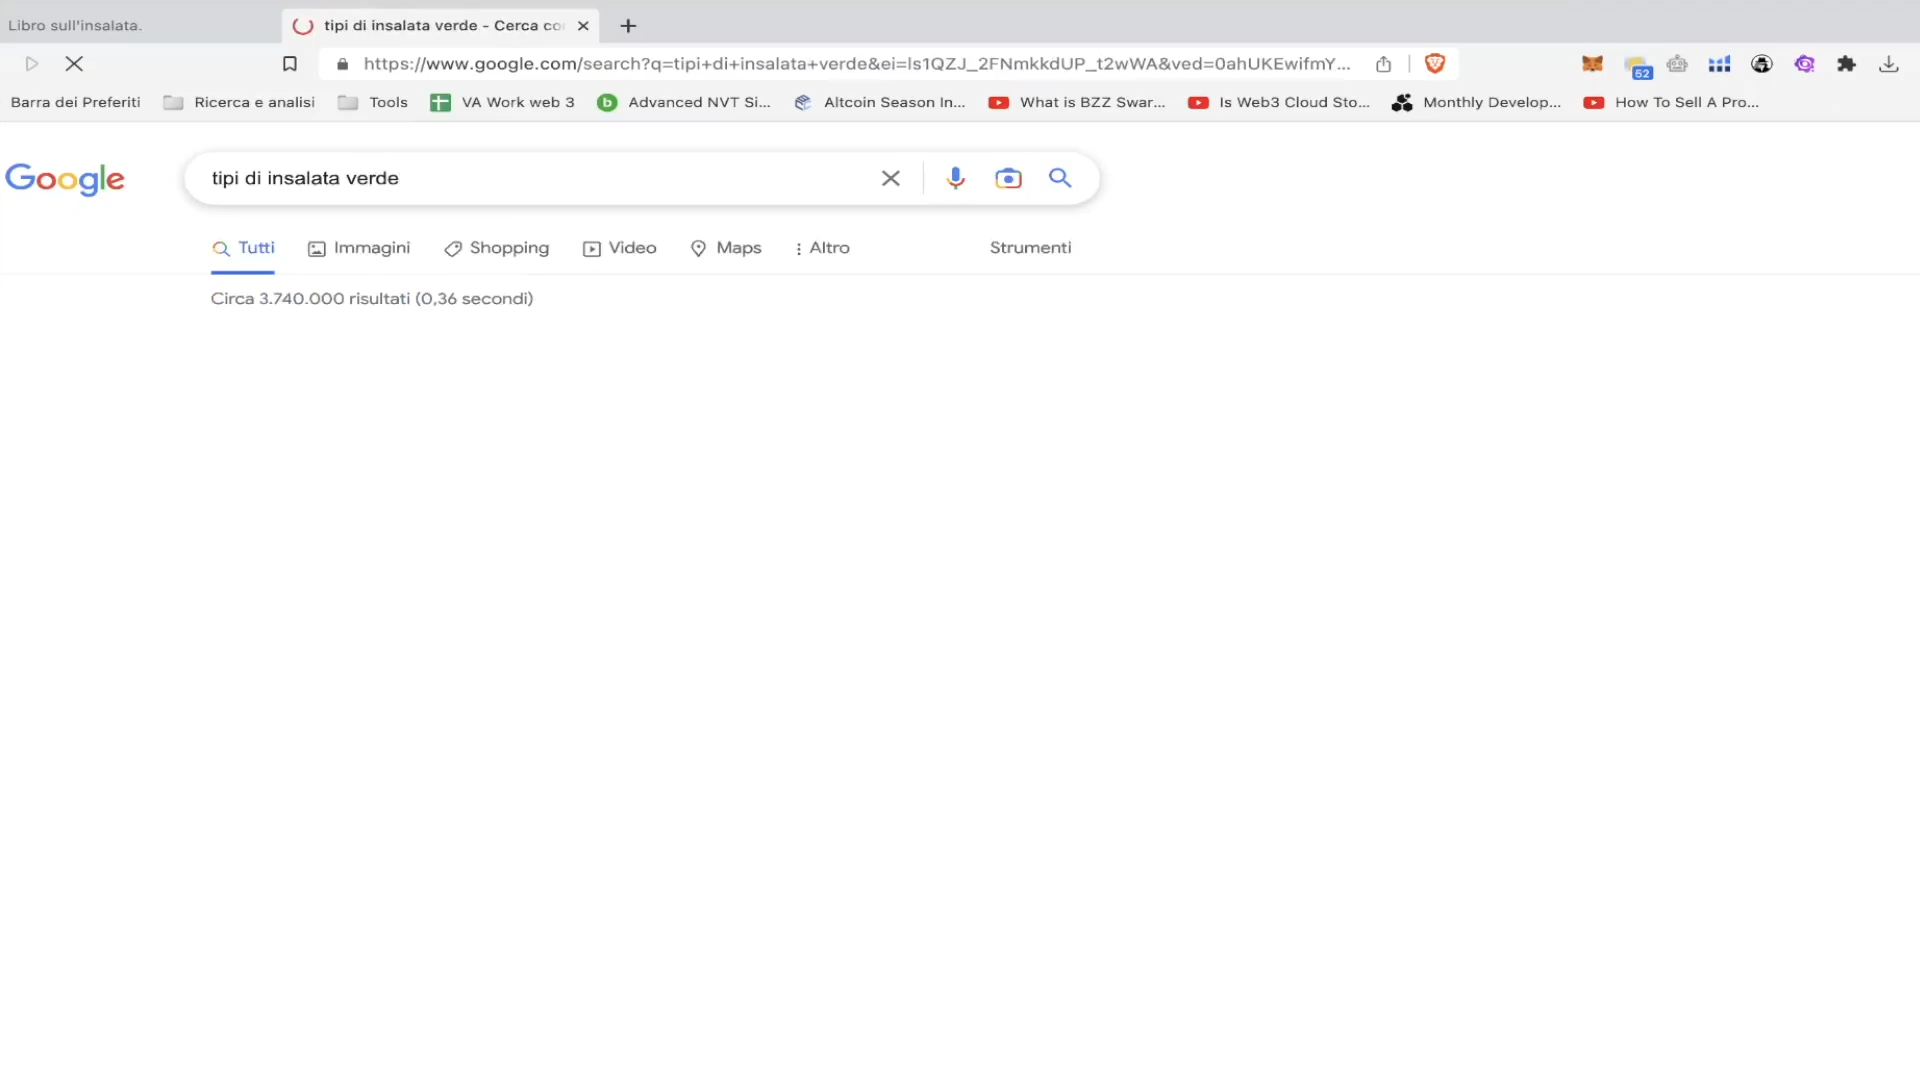 Libro sull'insalata.
tipi di insalata verde - Cerca co
https://www.google.com/search?q=tipi+di+insalata+verde&ei=ls1QZJ_2FNmkkdUP_t2wWA&ved=0ahUKEwifmY...
52
Barra dei Preferiti Ricerca e analisi Tools VA Work web 3 Advanced NVT Si... Altcoin Season In... What is BZZ Swar... Is Web3 Cloud Sto... Monthly Develop... How To Sell A Pro...
Google
tipi di insalata verde
Tutti Immagini Shopping Video Maps Altro Strumenti
Circa 3.740.000 risultati (0,36 secondi)